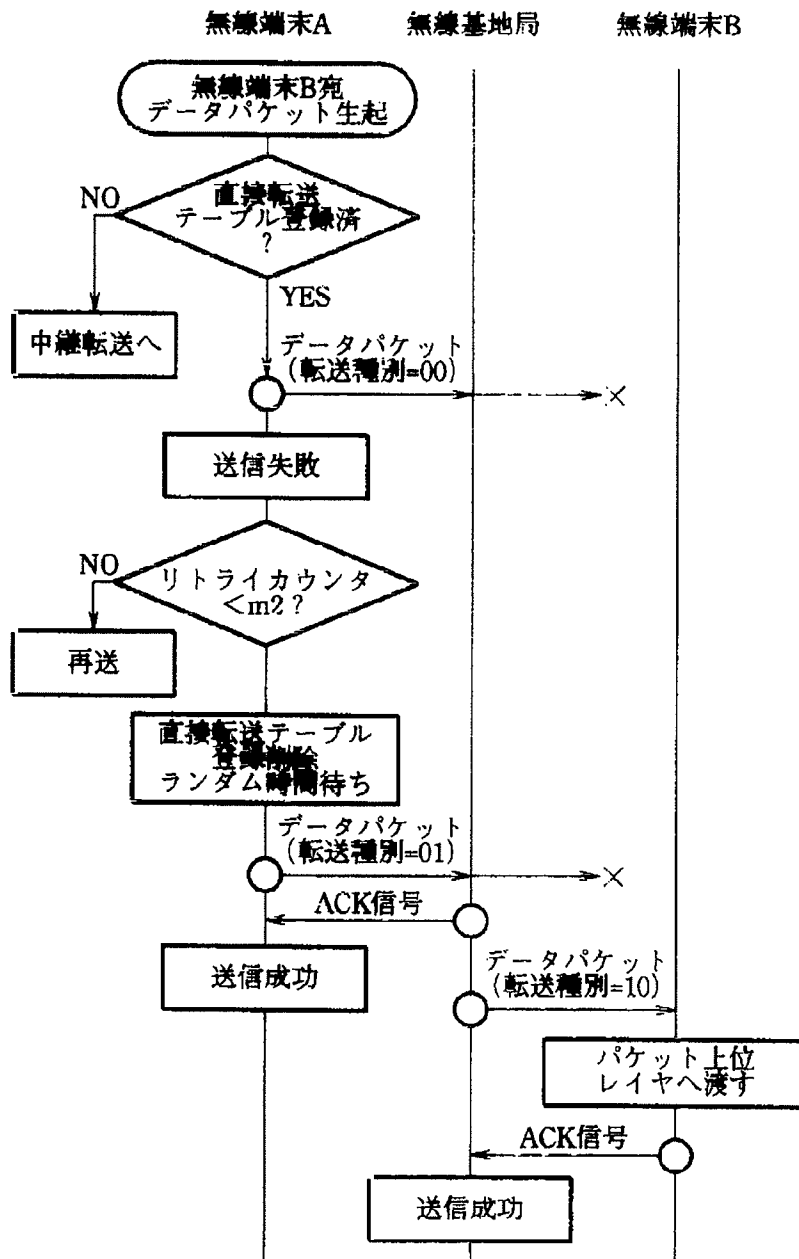 無線端末A 無線基地局 無線端末B
無線端末B宛
データパケット生起
NO
直接転送
テーブル登録済
?
YES
中継転送へ
データパケット
(転送種別=00)
×
送信失敗
NO
リトライカウンタ
<m2?
再送
直接転送テーブル
登録削除
ランダム時間待ち
データパケット
(転送種別=01)
×
ACK信号
送信成功
データパケット
(転送種別=10)
パケット上位
レイヤへ渡す
ACK信号
送信成功